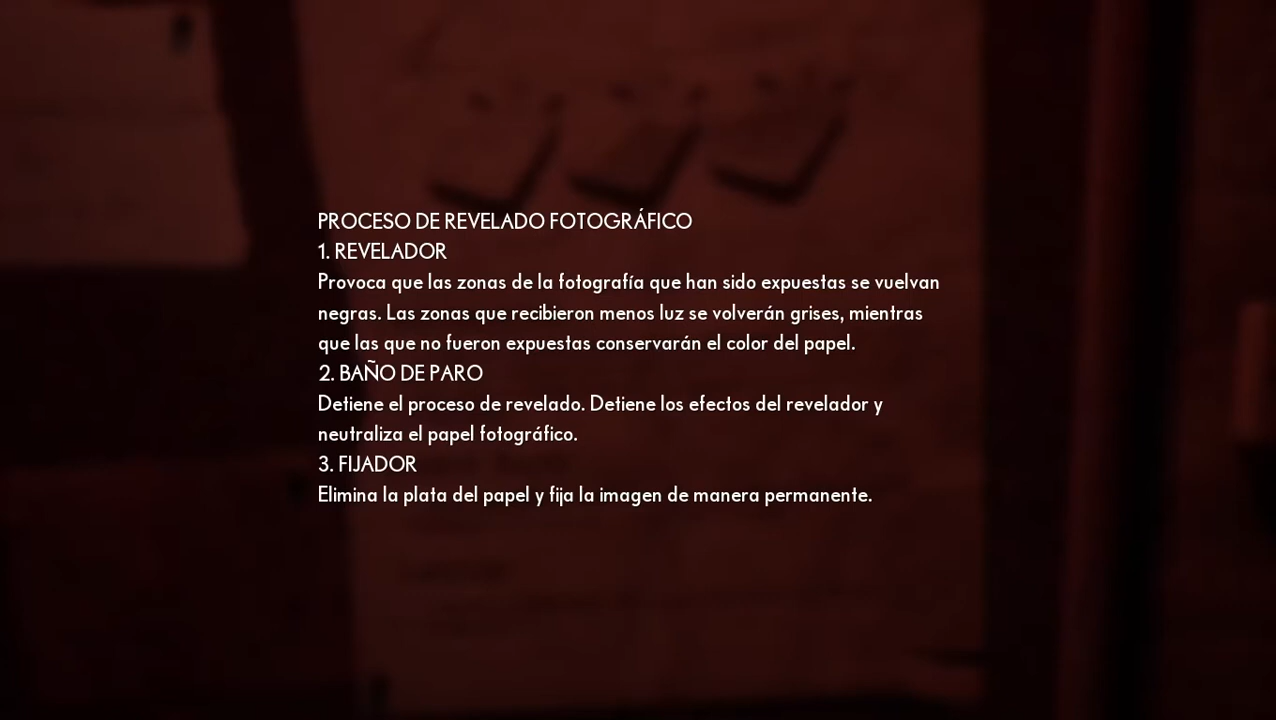 PROCESO DE REVELADO FOTOGRÁFICO
1. REVELADOR
Provoca que las zonas de la fotografía que han sido expuestas se vuelvan
negras. Las zonas que recibieron menos luz se volverán grises, mientras
que las que no fueron expuestas conservarán el color del papel.
2. BAÑO DE PARO
Detiene el proceso de revelado. Detiene los efectos del revelador y
neutraliza el papel fotográfico.
3. FIJADOR
Elimina la plata del papel y fija la imagen de manera permanente.